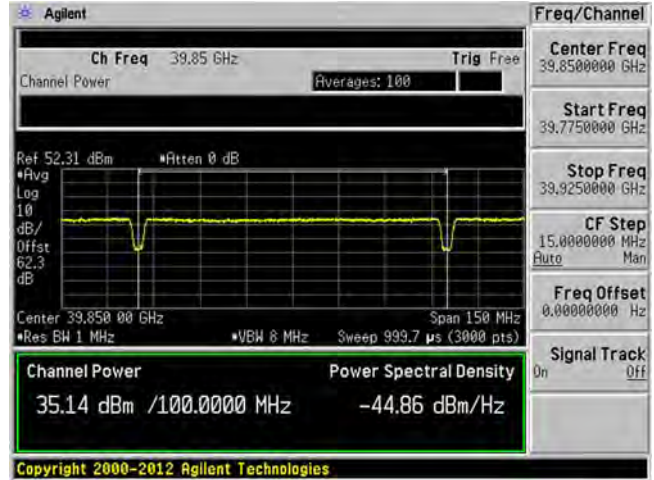 Agilent
Freq/Channel
Ch Freq 39.85 GHz Trig Free
Channel Power Averages: 100
Center Freq
39.8500000 GHz
Start Freq
39.7750000 GHz
Stop Freq
39.9250000 GHz
CF Step
15.0000000 MHz
Auto Man
Freq Offset
0.00000000 Hz
Signal Track
On Off
Ref 52.31 dBm #Atten 0 dB
#Avg
Log
10
dB/
Offst
62.3
dB
Center 39.850 00 GHz Span 150 MHz
#Res BW 1 MHz #VBW 8 MHz Sweep 999.7 µs (3000 pts)
Channel Power Power Spectral Density
35.14 dBm /100.0000 MHz -44.86 dBm/Hz
Copyright 2000-2012 Agilent Technologies